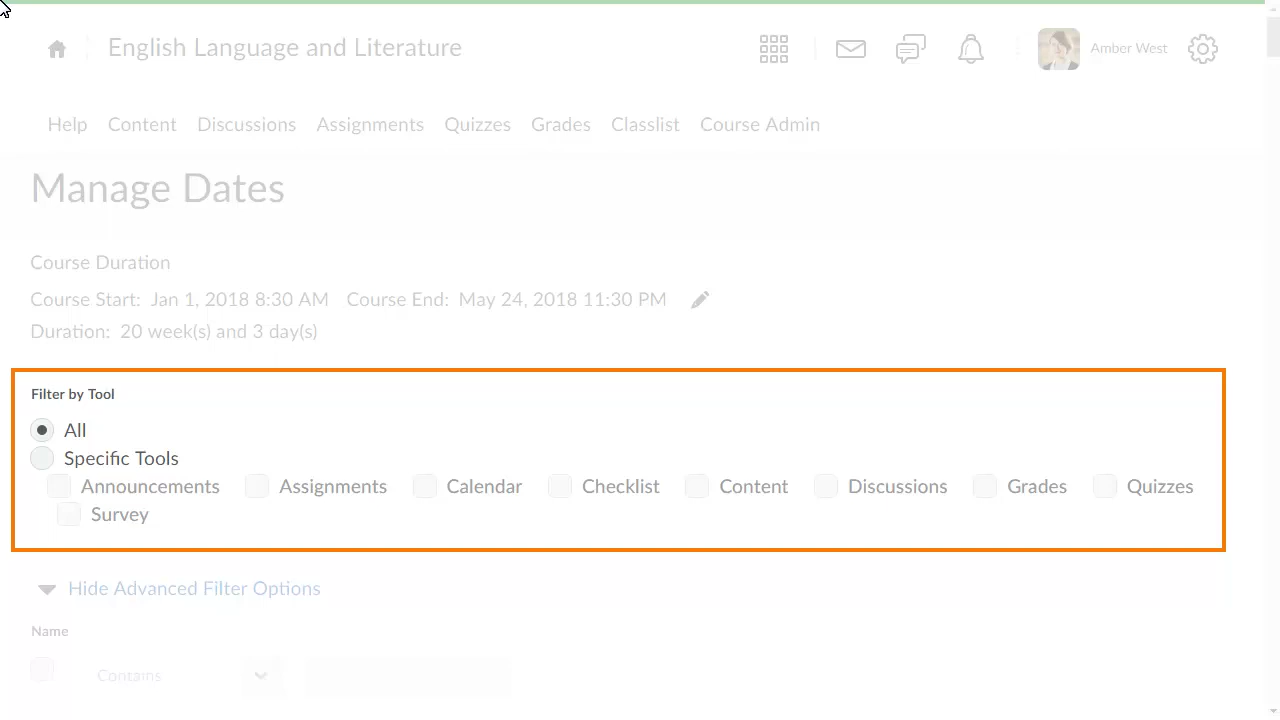 English Language and Literature
Amber West
Help Content Discussions Assignments Quizzes Grades Classlist Course Admin
Manage Dates
Course Duration
Course Start: Jan 1, 2018 8:30 AM Course End: May 24, 2018 11:30 PM
Duration: 20 week(s) and 3 day(s)
Filter by Tool
All
Specific Tools
Announcements Assignments Calendar Checklist Content Discussions Grades Quizzes
Survey
Hide Advanced Filter Options
Name
Contains